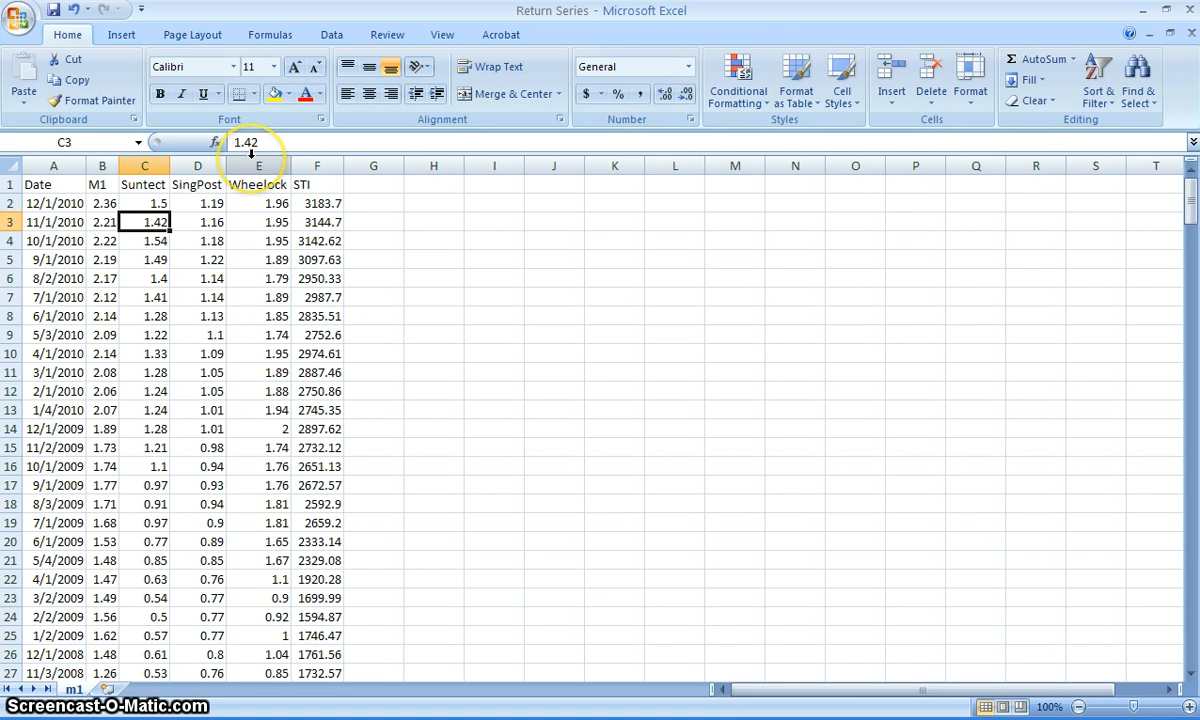 Return Series - Microsoft Excel
Home Insert Page Layout Formulas Data Review View Acrobat
Cut
Copy
Format Painter
Paste
Clipboard
Calibri 11
B I U
Font
Wrap Text
Merge & Center
Alignment
General
$ % ,
Number
Conditional Formatting
Format as Table
Cell Styles
Styles
Insert Delete Format
Cells
Σ AutoSum
Fill
Clear
Sort & Filter
Find & Select
Editing
C3 fx 1.42
A B C D E F G H I J K L M N O P Q R S T
1 Date M1 Suntect SingPost Wheelock STI
2 12/1/2010 2.36 1.5 1.19 1.96 3183.7
3 11/1/2010 2.21 1.42 1.16 1.95 3144.7
4 10/1/2010 2.22 1.54 1.18 1.95 3142.62
5 9/1/2010 2.19 1.49 1.22 1.89 3097.63
6 8/2/2010 2.17 1.4 1.14 1.79 2950.33
7 7/1/2010 2.12 1.41 1.14 1.89 2987.7
8 6/1/2010 2.14 1.28 1.13 1.85 2835.51
9 5/3/2010 2.09 1.22 1.1 1.74 2752.6
10 4/1/2010 2.14 1.33 1.09 1.95 2974.61
11 3/1/2010 2.08 1.28 1.05 1.89 2887.46
12 2/1/2010 2.06 1.24 1.05 1.88 2750.86
13 1/4/2010 2.07 1.24 1.01 1.94 2745.35
14 12/1/2009 1.89 1.28 1.01 2 2897.62
15 11/2/2009 1.73 1.21 0.98 1.74 2732.12
16 10/1/2009 1.74 1.1 0.94 1.76 2651.13
17 9/1/2009 1.77 0.97 0.93 1.76 2672.57
18 8/3/2009 1.71 0.91 0.94 1.81 2592.9
19 7/1/2009 1.68 0.97 0.9 1.81 2659.2
20 6/1/2009 1.53 0.77 0.89 1.65 2333.14
21 5/4/2009 1.48 0.85 0.85 1.67 2329.08
22 4/1/2009 1.47 0.63 0.76 1.1 1920.28
23 3/2/2009 1.49 0.54 0.77 0.9 1699.99
24 2/2/2009 1.56 0.5 0.77 0.92 1594.87
25 1/2/2009 1.62 0.57 0.77 1 1746.47
26 12/1/2008 1.48 0.61 0.8 1.04 1761.56
27 11/3/2008 1.26 0.53 0.76 0.85 1732.57
m1
Screencast-O-Matic.com
100%